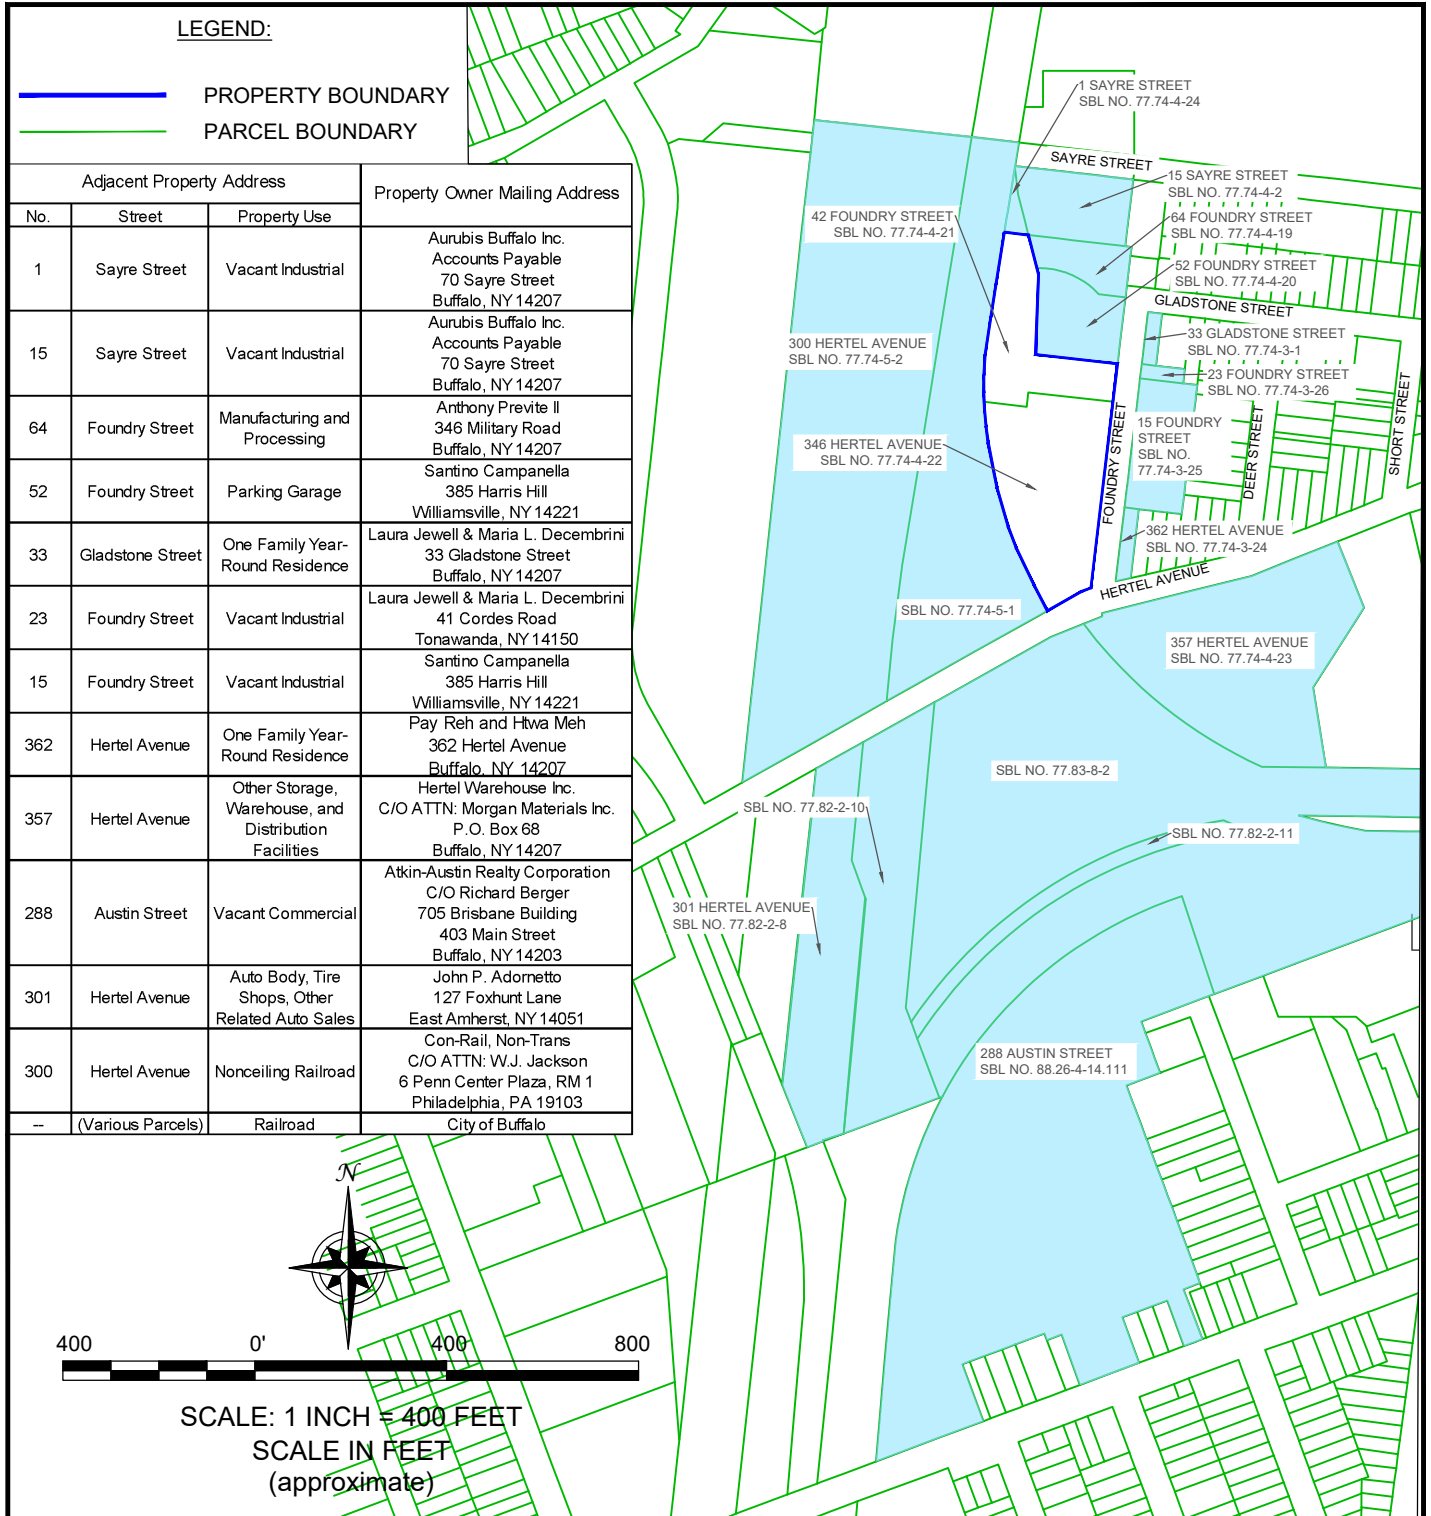 LEGEND:
PROPERTY BOUNDARY
PARCEL BOUNDARY
Adjacent Property Address
Property Owner Mailing Address
No.
Street
Property Use
1
Sayre Street
Vacant Industrial
Aurubis Buffalo Inc.
Accounts Payable
70 Sayre Street
Buffalo, NY 14207
15
Sayre Street
Vacant Industrial
Aurubis Buffalo Inc.
Accounts Payable
70 Sayre Street
Buffalo, NY 14207
64
Foundry Street
Manufacturing and
Processing
Anthony Previte II
346 Military Road
Buffalo, NY 14207
52
Foundry Street
Parking Garage
Santino Campanella
385 Harris Hill
Williamsville, NY 14221
33
Gladstone Street
One Family Year-
Round Residence
Laura Jewell & Maria L. Decembrini
33 Gladstone Street
Buffalo, NY 14207
23
Foundry Street
Vacant Industrial
Laura Jewell & Maria L. Decembrini
41 Cordes Road
Tonawanda, NY 14150
15
Foundry Street
Vacant Industrial
Santino Campanella
385 Harris Hill
Williamsville, NY 14221
362
Hertel Avenue
One Family Year-
Round Residence
Pay Reh and Htwa Meh
362 Hertel Avenue
Buffalo, NY 14207
357
Hertel Avenue
Other Storage,
Warehouse, and
Distribution
Facilities
Hertel Warehouse Inc.
C/O ATTN: Morgan Materials Inc.
P.O. Box 68
Buffalo, NY 14207
288
Austin Street
Vacant Commercial
Atkin-Austin Realty Corporation
C/O Richard Berger
705 Brisbane Building
403 Main Street
Buffalo, NY 14203
301
Hertel Avenue
Auto Body, Tire
Shops, Other
Related Auto Sales
John P. Adornetto
127 Foxhunt Lane
East Amherst, NY 14051
300
Hertel Avenue
Nonceiling Railroad
Con-Rail, Non-Trans
C/O ATTN: W.J. Jackson
6 Penn Center Plaza, RM 1
Philadelphia, PA 19103
--
(Various Parcels)
Railroad
City of Buffalo
1 SAYRE STREET
SBL NO. 77.74-4-24
SAYRE STREET
15 SAYRE STREET
SBL NO. 77.74-4-2
42 FOUNDRY STREET
SBL NO. 77.74-4-21
64 FOUNDRY STREET
SBL NO. 77.74-4-19
52 FOUNDRY STREET
SBL NO. 77.74-4-20
GLADSTONE STREET
33 GLADSTONE STREET
SBL NO. 77.74-3-1
300 HERTEL AVENUE
SBL NO. 77.74-5-2
23 FOUNDRY STREET
SBL NO. 77.74-3-26
15 FOUNDRY
STREET
SBL NO.
77.74-3-25
FOUNDRY STREET
DEER STREET
SHORT STREET
346 HERTEL AVENUE
SBL NO. 77.74-4-22
362 HERTEL AVENUE
SBL NO. 77.74-3-24
HERTEL AVENUE
SBL NO. 77.74-5-1
357 HERTEL AVENUE
SBL NO. 77.74-4-23
SBL NO. 77.83-8-2
SBL NO. 77.82-2-10
SBL NO. 77.82-2-11
301 HERTEL AVENUE
SBL NO. 77.82-2-8
288 AUSTIN STREET
SBL NO. 88.26-4-14.111
N
400 0' 400 800
SCALE: 1 INCH = 400 FEET
SCALE IN FEET
(approximate)